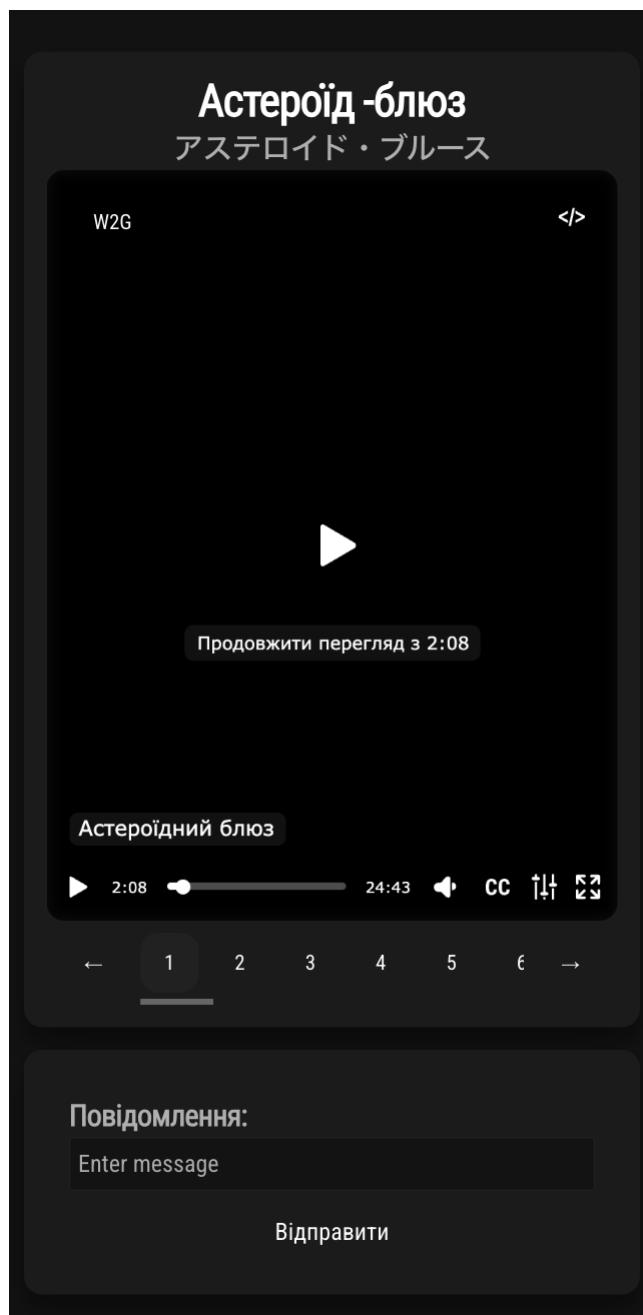 Астероїд -блюз
アステロイド・ブルース
W2G </>
Продовжити перегляд з 2:08
Астероїдний блюз
2:08 24:43 CC
← 1 2 3 4 5 6 →
Повідомлення:
Enter message
Відправити